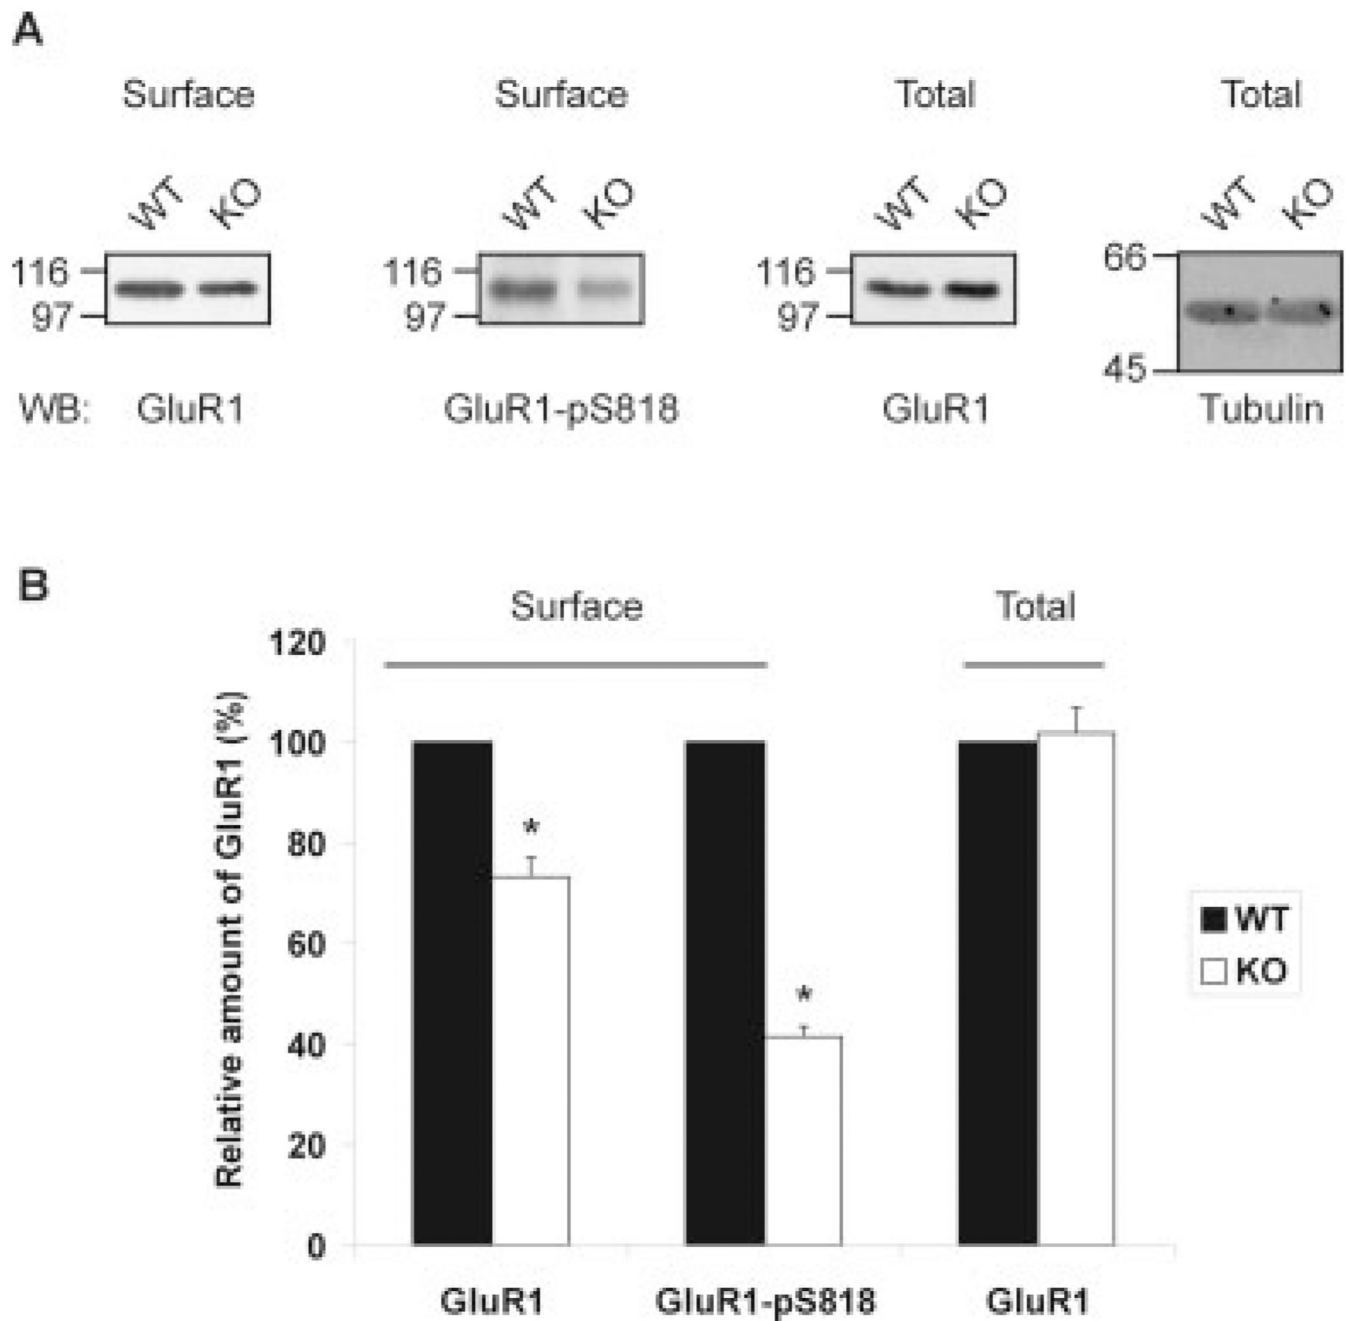 A
Surface Surface Total Total
WT KO WT KO WT KO WT KO
116 116 116 66
97 97 97 45
WB: GluR1 GluR1-pS818 GluR1 Tubulin
B
Surface Total
120
100
80
60
40
20
0
Relative amount of GluR1 (%)
*
*
WT
KO
GluR1 GluR1-pS818 GluR1